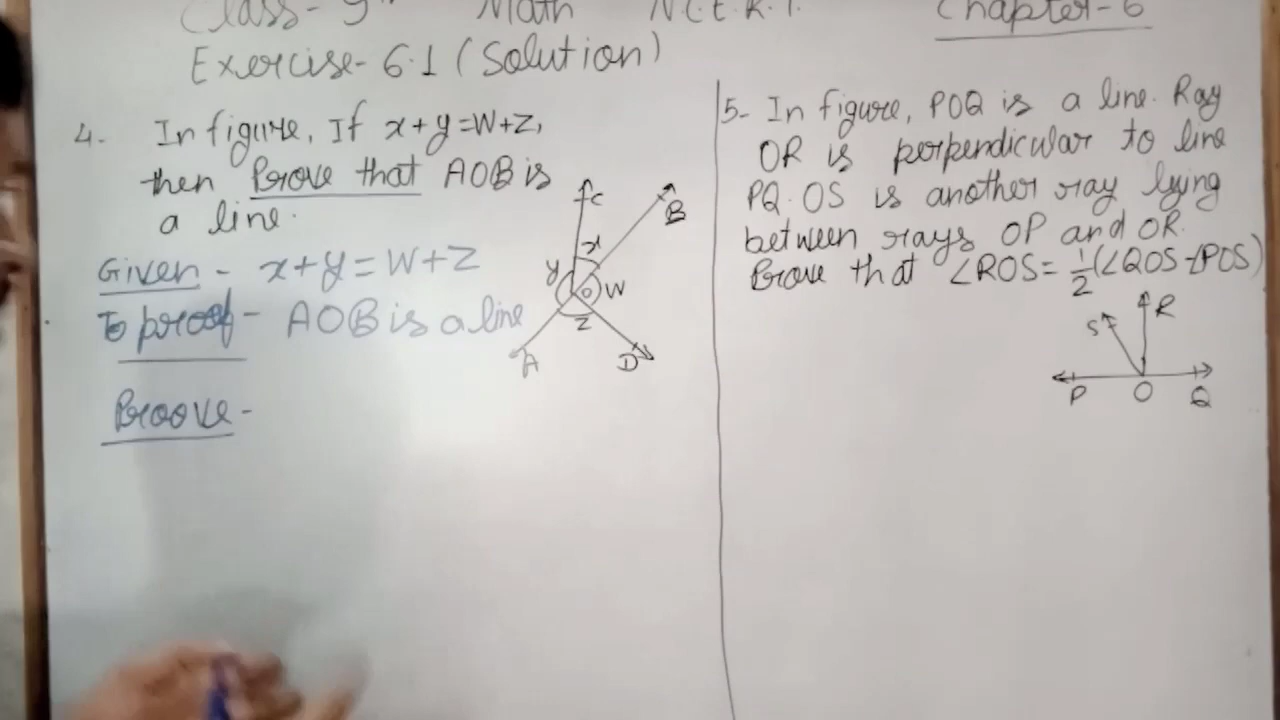 Class- 9th Math N.C.E.R.T. Chapter-6
Exercise- 6.1 (Solution)
4. In figure, If x+y=W+Z,
then Prove that AOB is
a line.
Given - x+y=W+Z
To proof - AOB is a line
Proove -
C
B
x
y
O
W
Z
A
D
5- In figure, POQ is a line. Ray
OR is perpendicular to line
PQ. OS is another ray lying
between rays OP and OR.
Prove that ∠ROS= 1/2(∠QOS-∠POS)
S
R
P
O
Q